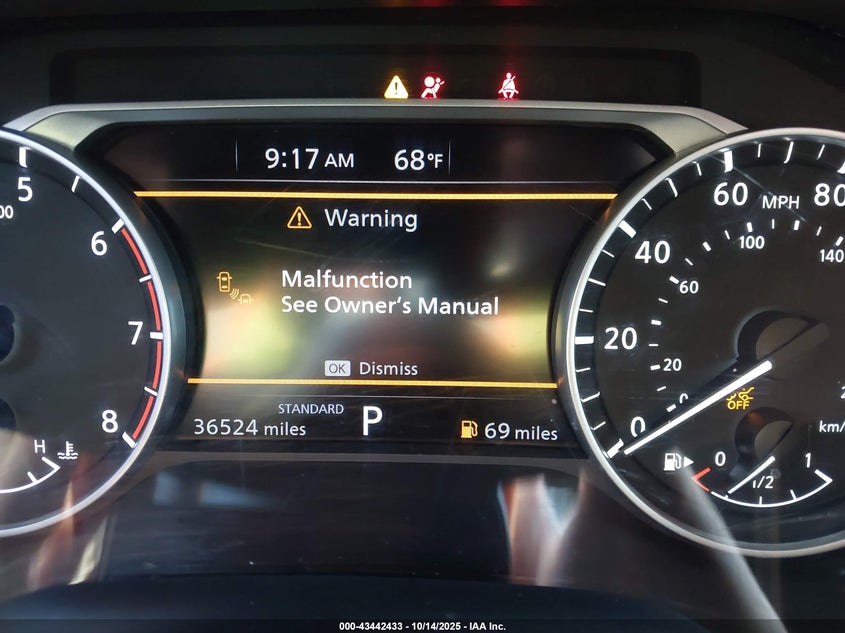 9:17 AM 68°F
Warning
Malfunction
See Owner's Manual
OK Dismiss
STANDARD
36524 miles P 69 miles
5
6
7
8
H
0
20
40
60
80
MPH
20
60
100
140
km/
OFF
0
1/2
1
000-43442433 | 10/14/2025 - IAA Inc.